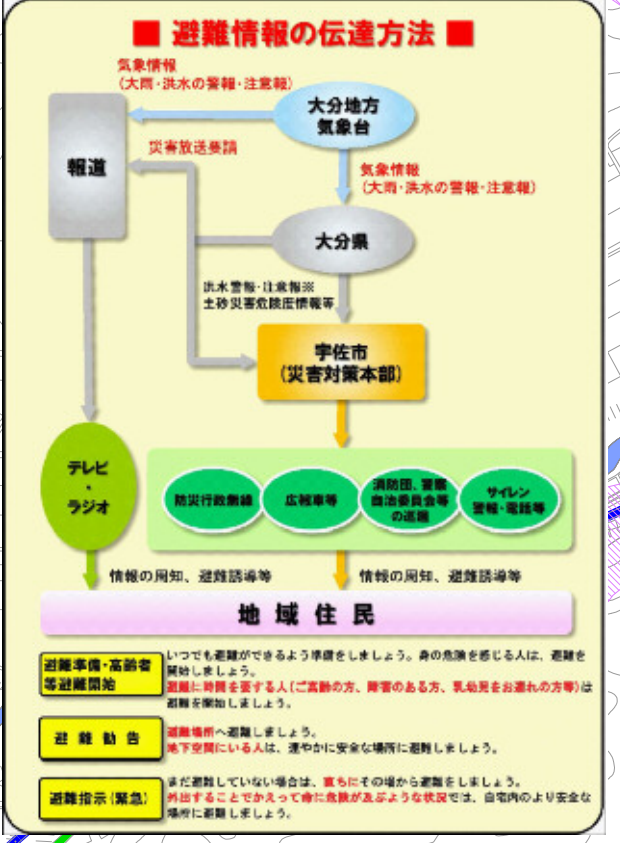 ■ 避難情報の伝達方法 ■
気象情報
(大雨・洪水の警報・注意報)
大分地方
気象台
報道
災害放送要請
気象情報
(大雨・洪水の警報・注意報)
大分県
洪水警報・注意報※
土砂災害危険度情報等
宇佐市
(災害対策本部)
テレビ
・
ラジオ
防災行政無線
広報車等
消防団、警察
自治委員会等
の巡回
サイレン
警報・電話等
情報の周知、避難誘導等
情報の周知、避難誘導等
地域住民
避難準備・高齢者
等避難開始
いつでも避難ができるよう準備をしましょう。身の危険を感じる人は、避難を
開始しましょう。
避難に時間を要する人(ご高齢の方、障害のある方、乳幼児をお連れの方等)は
避難を開始しましょう。
避難勧告
避難場所へ避難しましょう。
地下空間にいる人は、速やかに安全な場所に避難しましょう。
避難指示(緊急)
まだ避難していない場合は、直ちにその場から避難をしましょう。
外出することでかえって命に危険が及ぶような状況では、自宅内のより安全な
場所に避難しましょう。